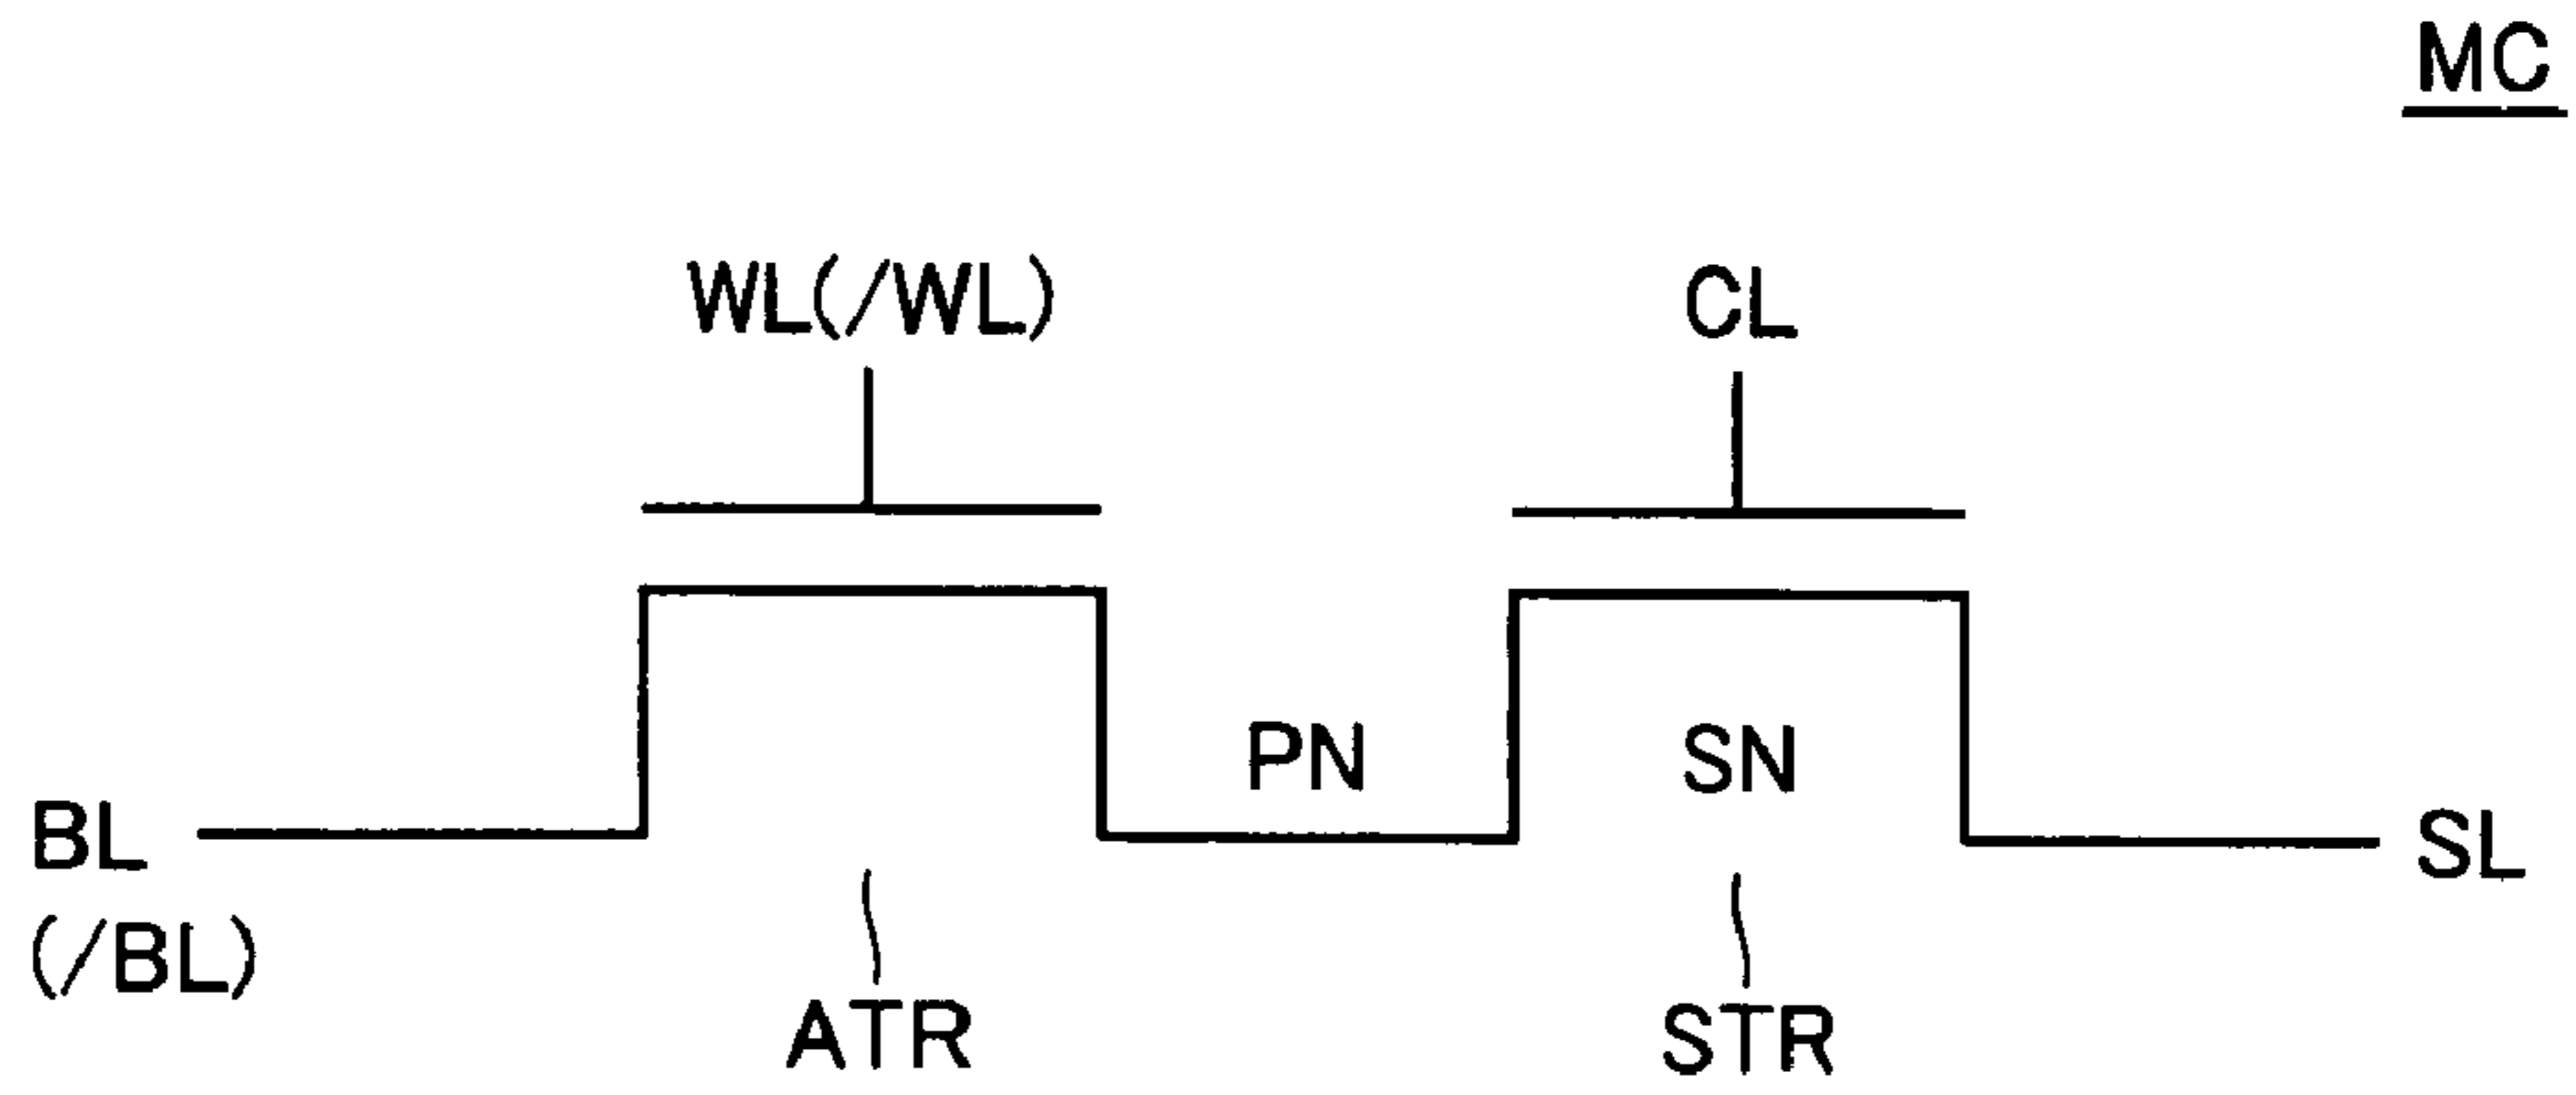 MC
WL(/WL)
CL
PN
SN
BL
(/BL)
SL
ATR
STR